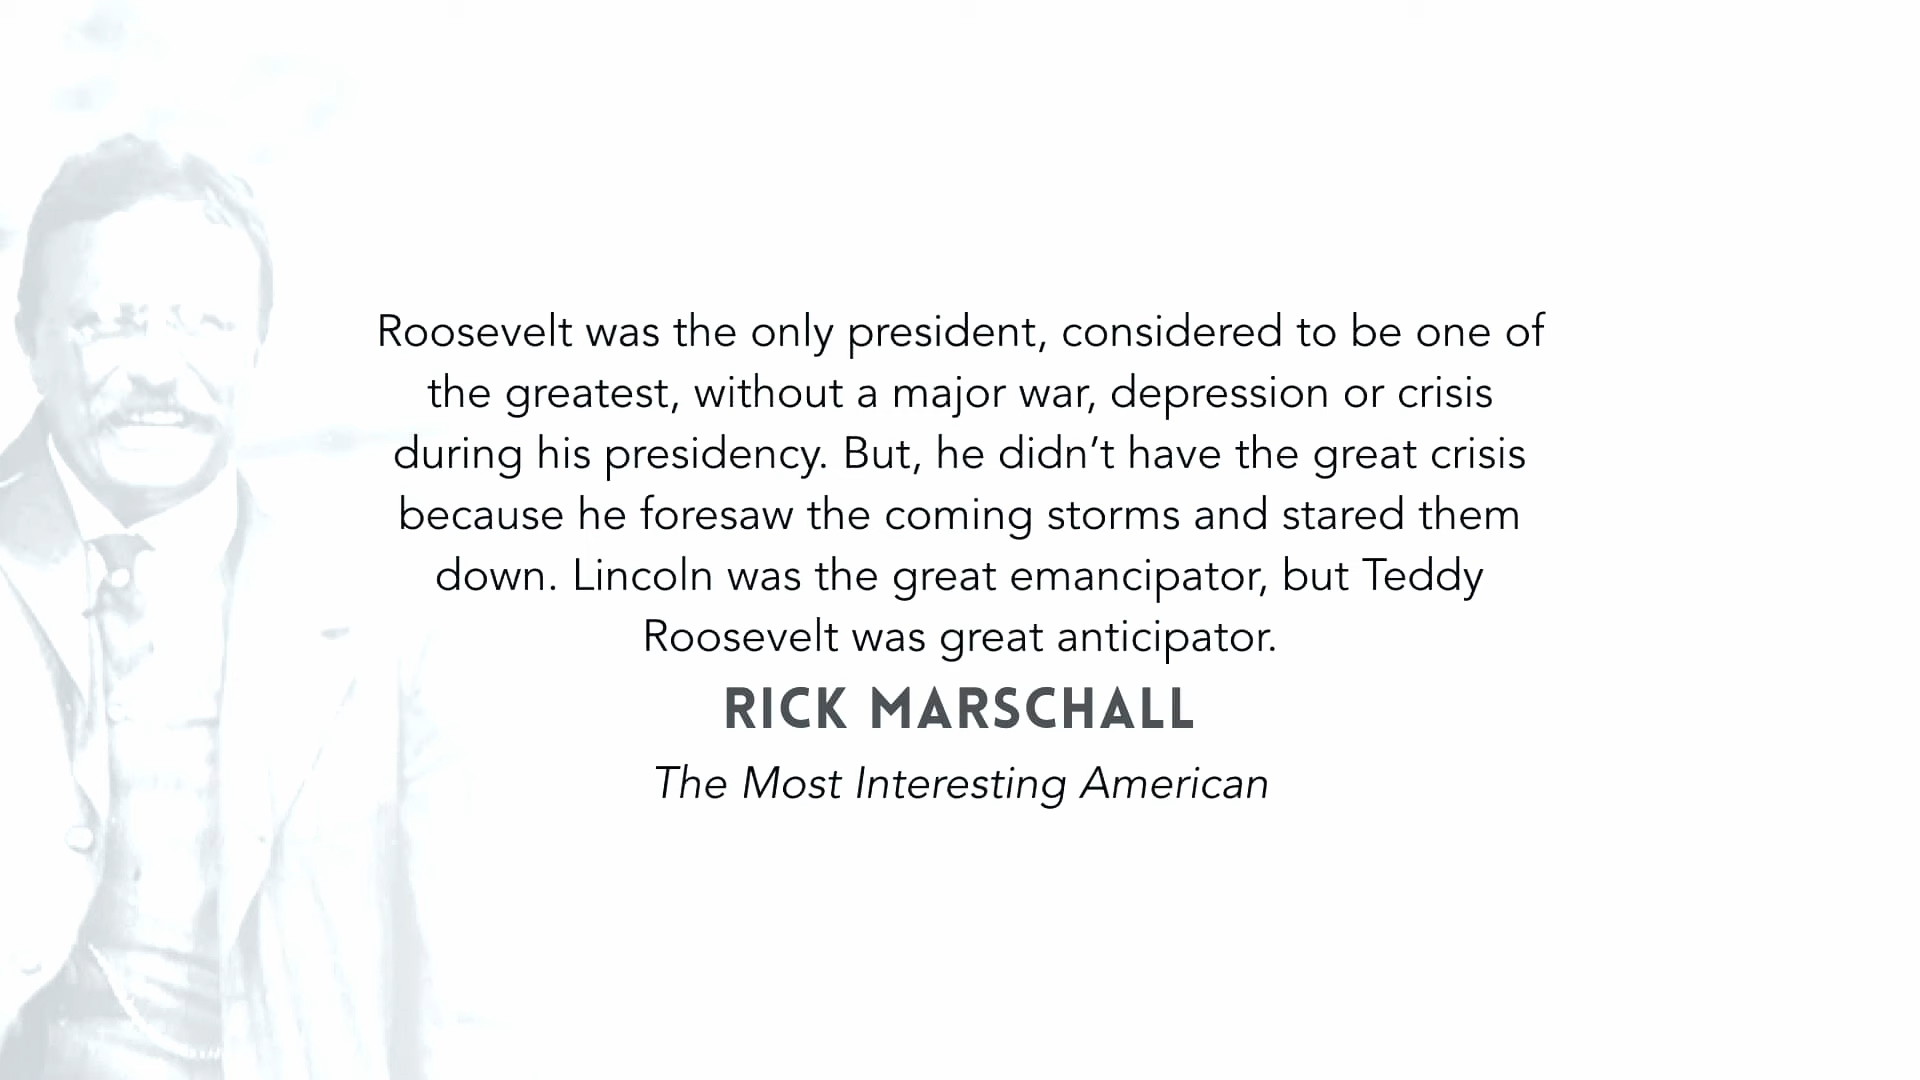 Roosevelt was the only president, considered to be one of
the greatest, without a major war, depression or crisis
during his presidency. But, he didn’t have the great crisis
because he foresaw the coming storms and stared them
down. Lincoln was the great emancipator, but Teddy
Roosevelt was great anticipator.
RICK MARSCHALL
The Most Interesting American